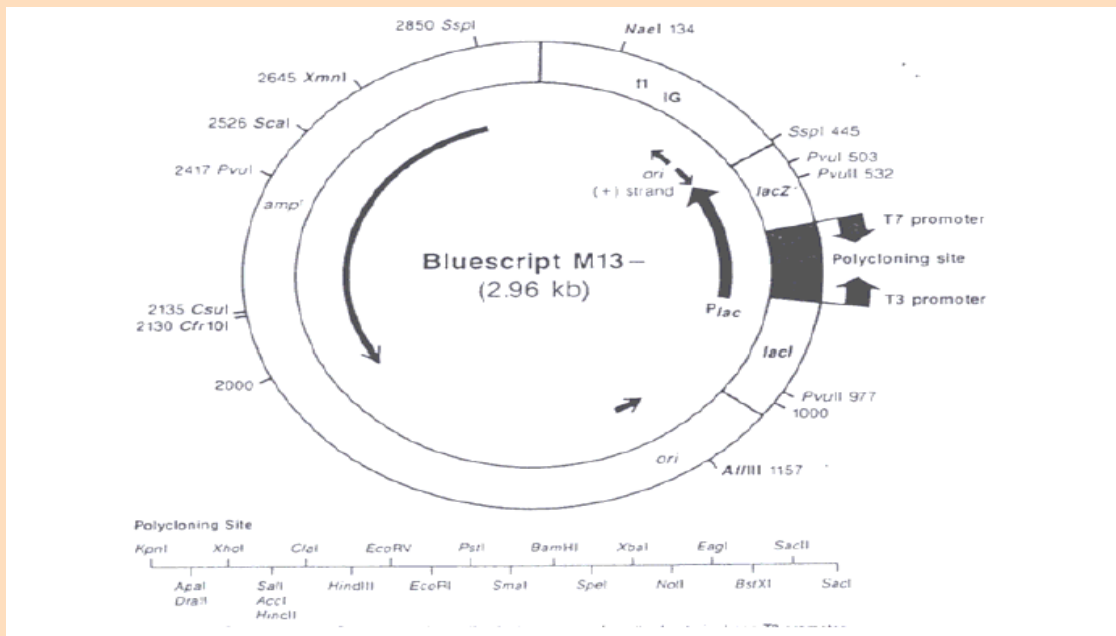 2850 SspI
NaeI 134
2645 XmnI
f1
IG
2526 ScaI
SspI 445
2417 PvuI
PvuI 503
PvuII 532
ori
(+) strand
lacZ'
ampʳ
T7 promoter
Bluescript M13–
(2.96 kb)
Polycloning site
T3 promoter
2135 CsuI
2130 Cfr10I
Plac
lacI
2000
PvuII 977
1000
ori
AflIII 1157
Polycloning Site
KpnI XhoI ClaI EcoRV PstI BamHI XbaI EagI SacII
ApaI SalI HindIII EcoRI SmaI SpeI NotI BstXI SacI
DraII AccI
HincII